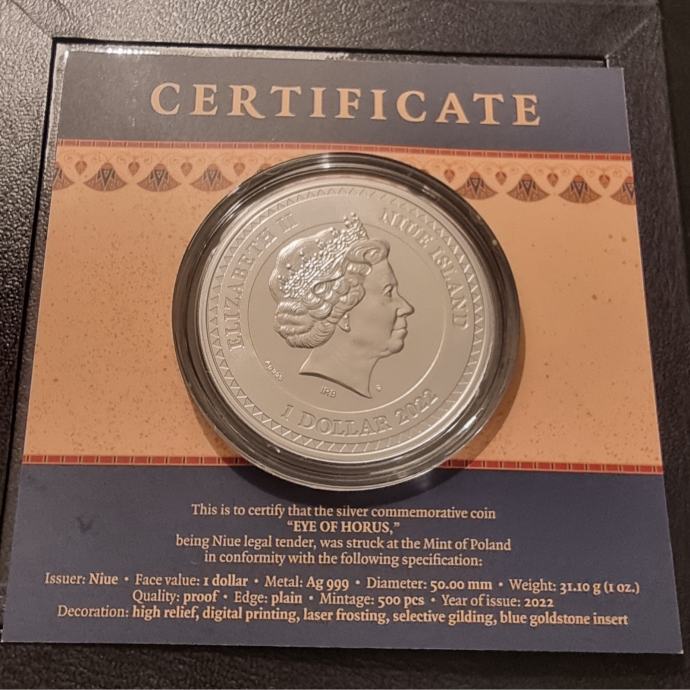 CERTIFICATE
ELIZABETH II
NIUE ISLAND
IRB
1 DOLLAR 2022
This is to certify that the silver commemorative coin
“EYE OF HORUS,”
being Niue legal tender, was struck at the Mint of Poland
in conformity with the following specification:
Issuer: Niue • Face value: 1 dollar • Metal: Ag 999 • Diameter: 50.00 mm • Weight: 31.10 g (1 oz.)
Quality: proof • Edge: plain • Mintage: 500 pcs • Year of issue: 2022
Decoration: high relief, digital printing, laser frosting, selective gilding, blue goldstone insert